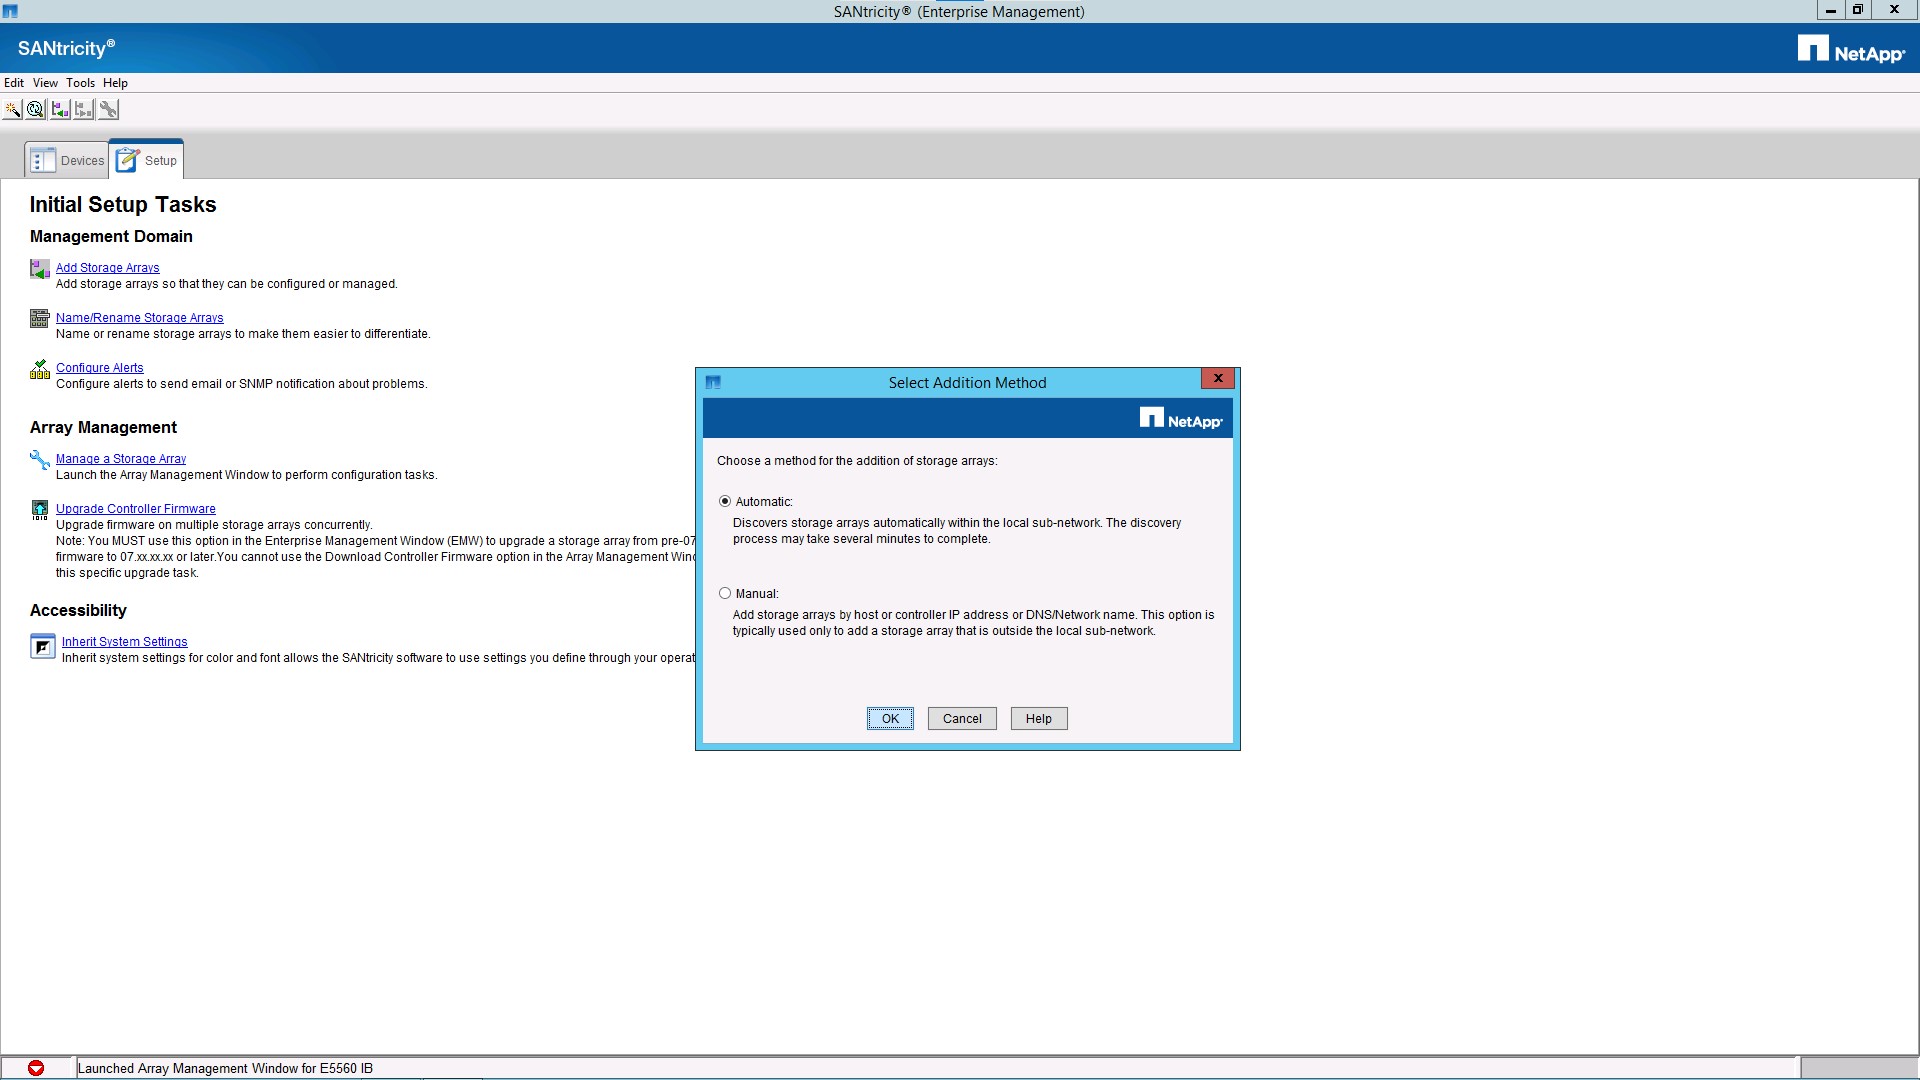 SANtricity® (Enterprise Management)
SANtricity®
NetApp
Edit View Tools Help
Devices
Setup
Initial Setup Tasks
Management Domain
Add Storage Arrays
Add storage arrays so that they can be configured or managed.
Name/Rename Storage Arrays
Name or rename storage arrays to make them easier to differentiate.
Configure Alerts
Configure alerts to send email or SNMP notification about problems.
Array Management
Manage a Storage Array
Launch the Array Management Window to perform configuration tasks.
Upgrade Controller Firmware
Upgrade firmware on multiple storage arrays concurrently.
Note: You MUST use this option in the Enterprise Management Window (EMW) to upgrade a storage array from pre-07
firmware to 07.xx.xx.xx or later.You cannot use the Download Controller Firmware option in the Array Management
this specific upgrade task.
Accessibility
Inherit System Settings
Inherit system settings for color and font allows the SANtricity software to use settings you define through your
Select Addition Method
NetApp
Choose a method for the addition of storage arrays:
Automatic:
Discovers storage arrays automatically within the local sub-network. The discovery
process may take several minutes to complete.
Manual:
Add storage arrays by host or controller IP address or DNS/Network name. This option is
typically used only to add a storage array that is outside the local sub-network.
OK
Cancel
Help
Launched Array Management Window for E5560 IB